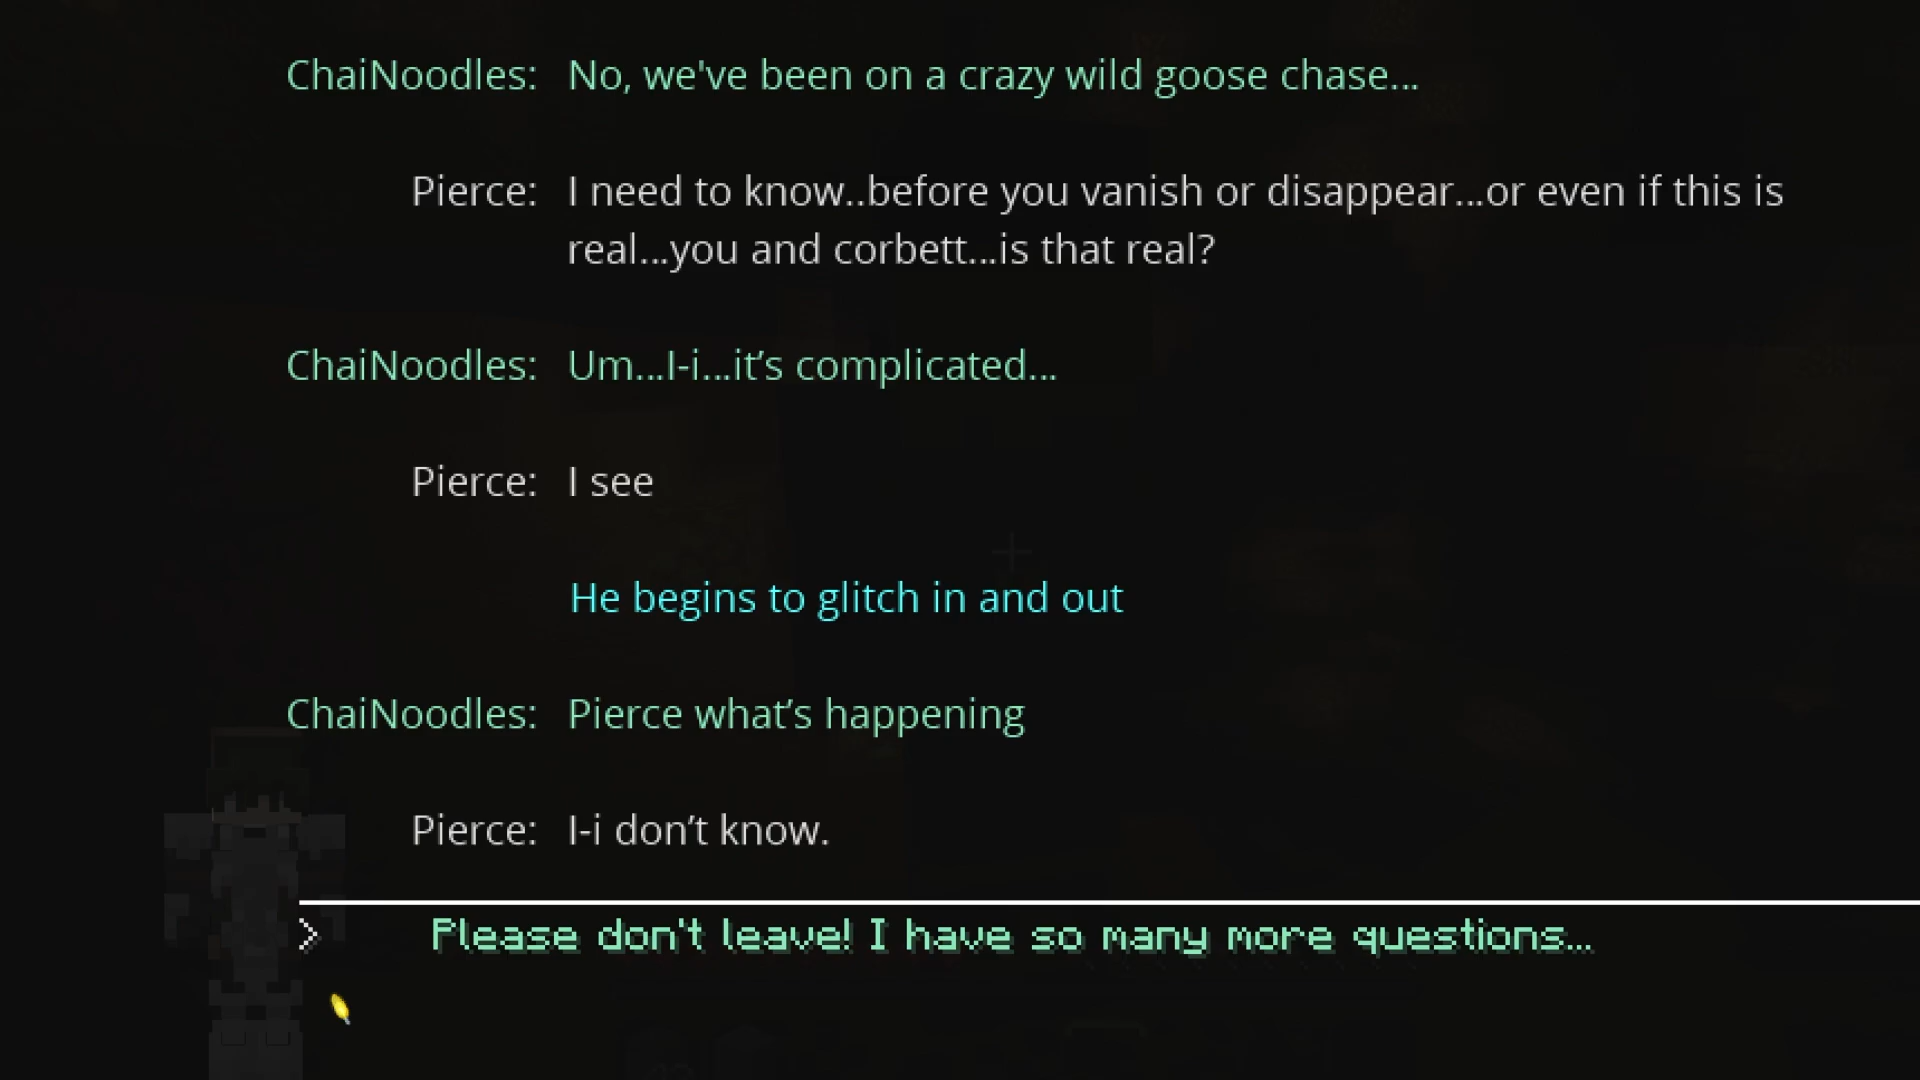 ChaiNoodles: No, we've been on a crazy wild goose chase...
Pierce: I need to know..before you vanish or disappear...or even if this is
real...you and corbett...is that real?
ChaiNoodles: Um...I-i...it’s complicated...
Pierce: I see
He begins to glitch in and out
ChaiNoodles: Pierce what’s happening
Pierce: I-i don’t know.
> Please don't leave! I have so many more questions...